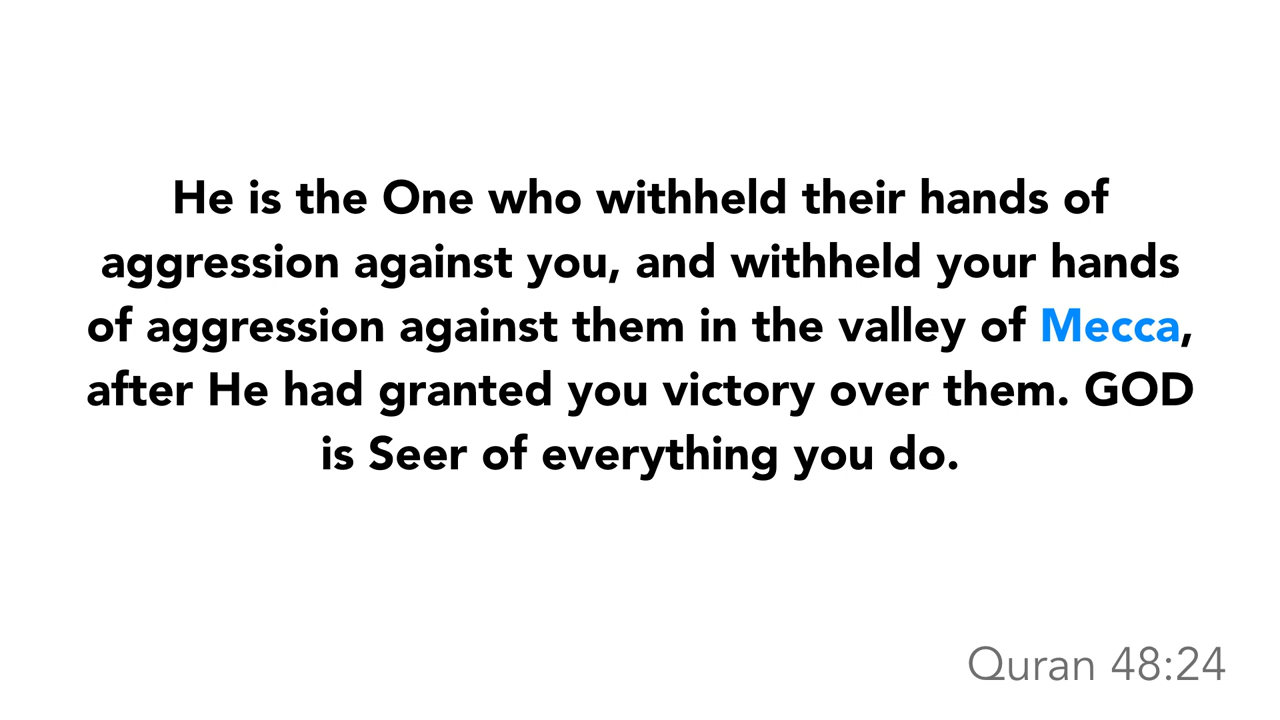 He is the One who withheld their hands of
aggression against you, and withheld your hands
of aggression against them in the valley of Mecca,
after He had granted you victory over them. GOD
is Seer of everything you do.
Quran 48:24